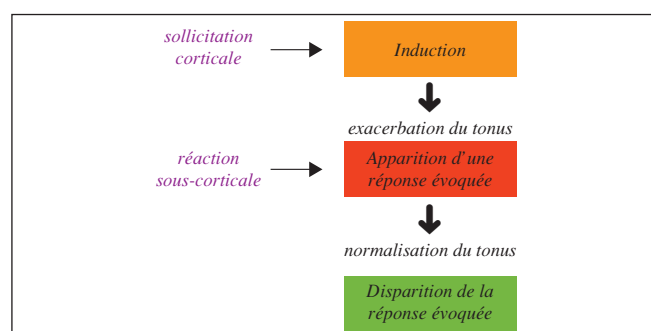 sollicitation
corticale
Induction
exacerbation du tonus
réaction
sous-corticale
Apparition d'une
réponse évoquée
normalisation du tonus
Disparition de la
réponse évoquée